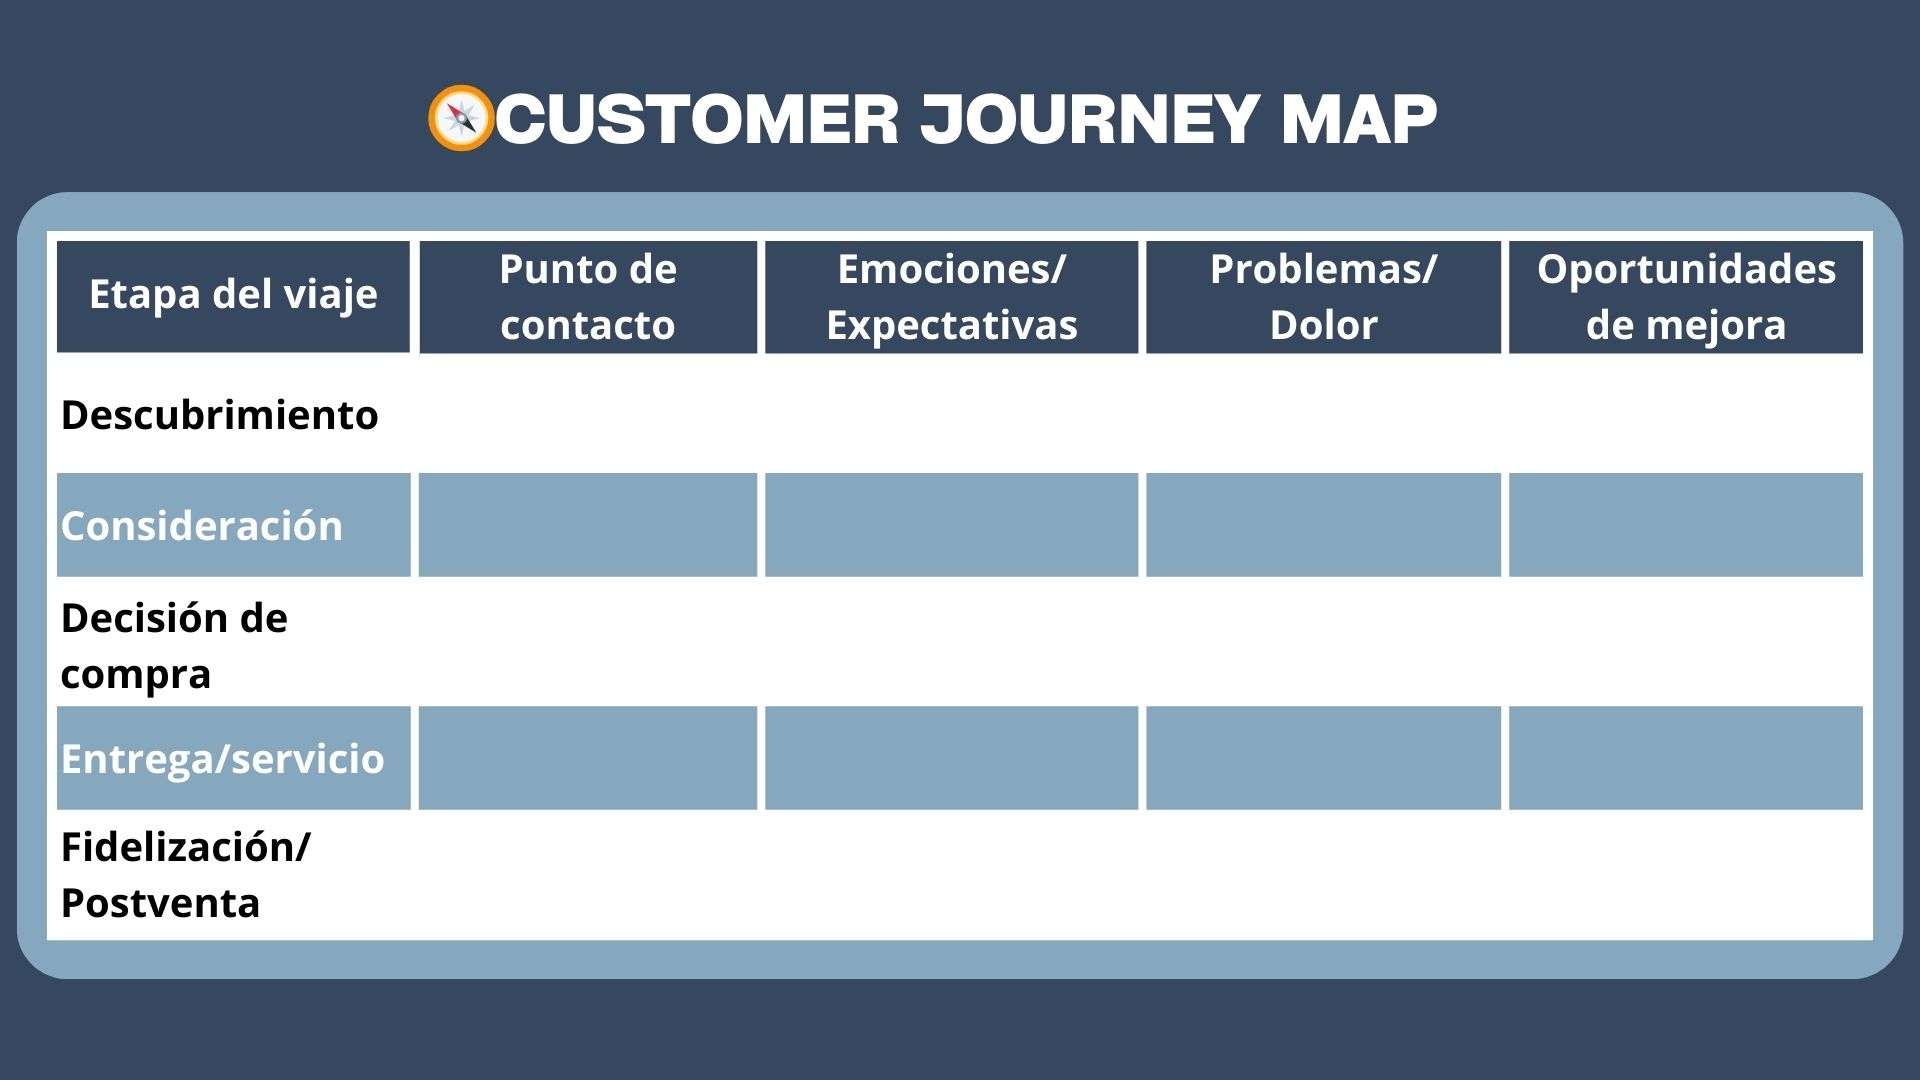 CUSTOMER JOURNEY MAP
Etapa del viaje
Punto de
contacto
Emociones/
Expectativas
Problemas/
Dolor
Oportunidades
de mejora
Descubrimiento
Consideración
Decisión de
compra
Entrega/servicio
Fidelización/
Postventa